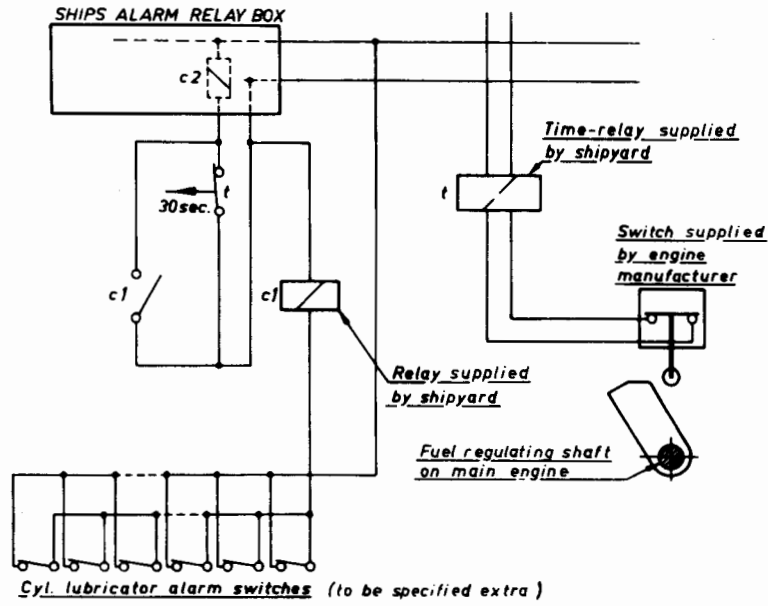 SHIPS ALARM RELAY BOX
c2
Time-relay supplied
by shipyard
t
t
30sec.
Switch supplied
by engine
manufacturer
c1
c1
Relay supplied
by shipyard
Fuel regulating shaft
on main engine
Cyl. lubricator alarm switches (to be specified extra)